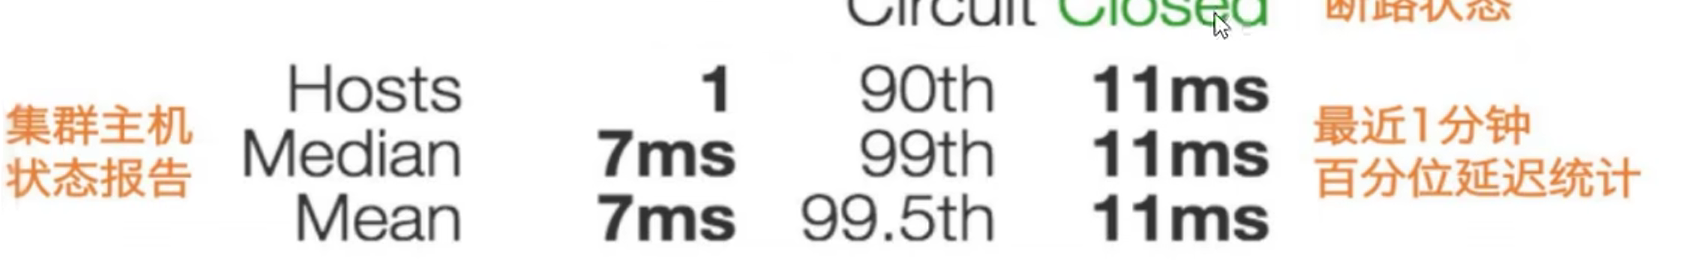 Circuit Closed 断路状态
Hosts 1 90th 11ms
集群主机 最近1分钟
Median 7ms 99th 11ms
状态报告 百分位延迟统计
Mean 7ms 99.5th 11ms